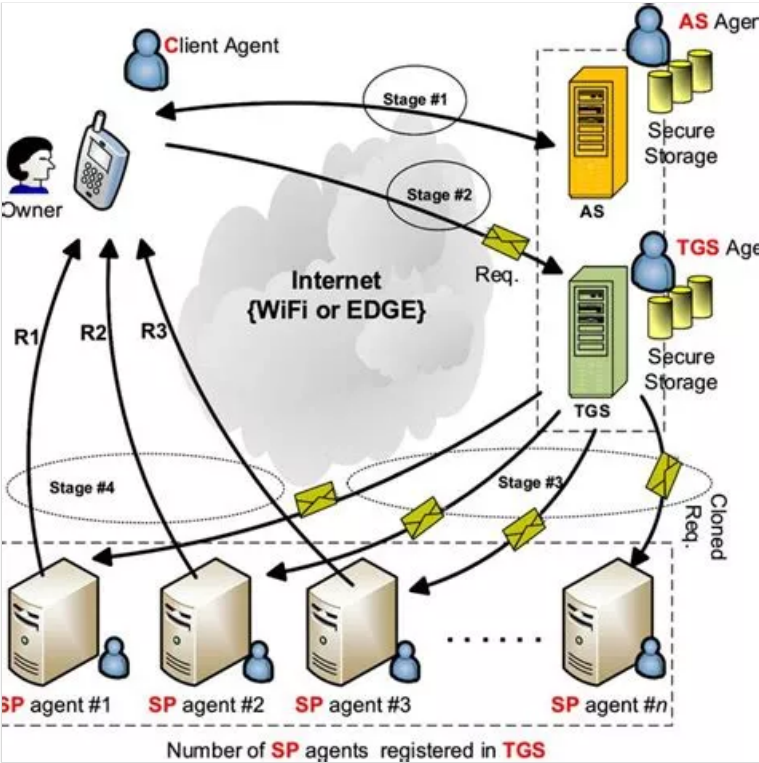 Client Agent
AS Agen
Stage #1
Secure
Storage
Owner
Stage #2
AS
TGS Age
Req.
Internet
{WiFi or EDGE}
R1
R2
R3
Secure
Storage
TGS
Stage #4
Stage #3
Cloned
Req.
SP agent #1
SP agent #2
SP agent #3
SP agent #n
Number of SP agents registered in TGS